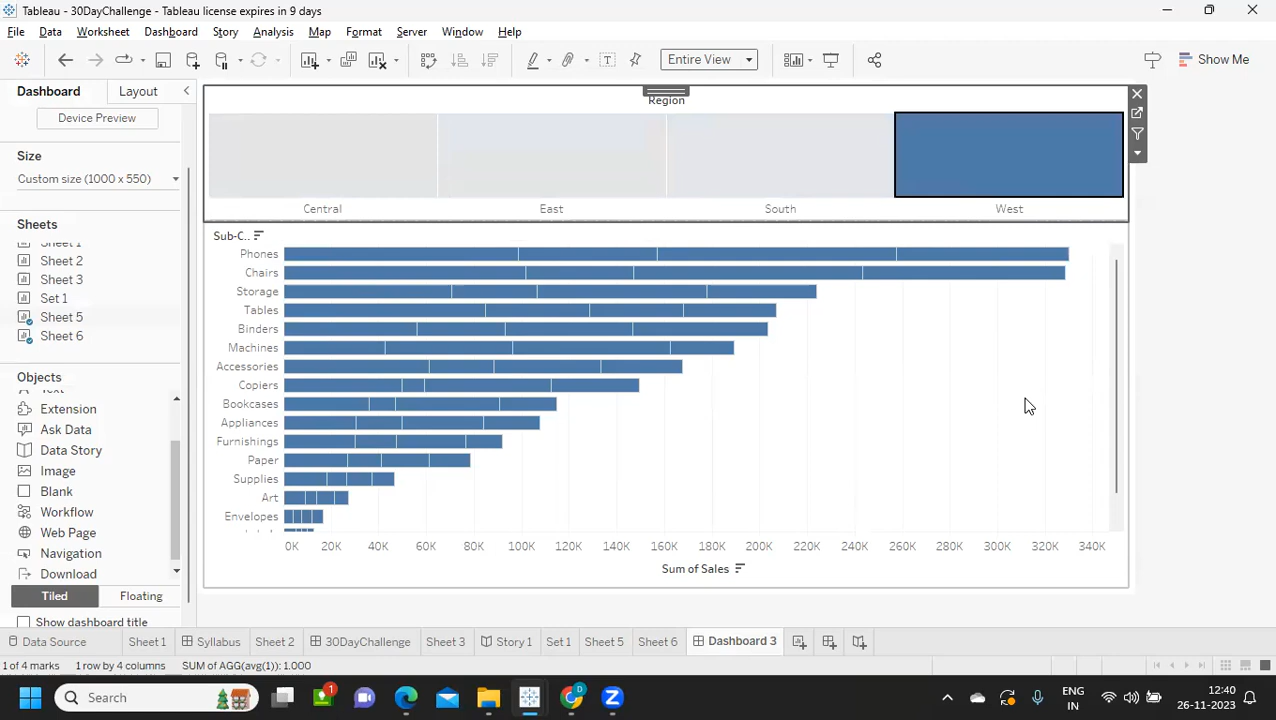 Tableau - 30DayChallenge - Tableau license expires in 9 days
File Data Worksheet Dashboard Story Analysis Map Format Server Window Help
Entire View
Show Me
Dashboard Layout
Device Preview
Size
Custom size (1000 x 550)
Sheets
Sheet 1
Sheet 2
Sheet 3
Set 1
Sheet 5
Sheet 6
Objects
Text
Extension
Ask Data
Data Story
Image
Blank
Workflow
Web Page
Navigation
Download
Tiled Floating
Show dashboard title
Region
Central East South West
Sub-C..
Phones
Chairs
Storage
Tables
Binders
Machines
Accessories
Copiers
Bookcases
Appliances
Furnishings
Paper
Supplies
Art
Envelopes
0K 20K 40K 60K 80K 100K 120K 140K 160K 180K 200K 220K 240K 260K 280K 300K 320K 340K
Sum of Sales
Data Source Sheet 1 Syllabus Sheet 2 30DayChallenge Sheet 3 Story 1 Set 1 Sheet 5 Sheet 6 Dashboard 3
1 of 4 marks 1 row by 4 columns SUM of AGG(avg(1)): 1.000
Search
1
ENG
IN
12:40
26-11-2023